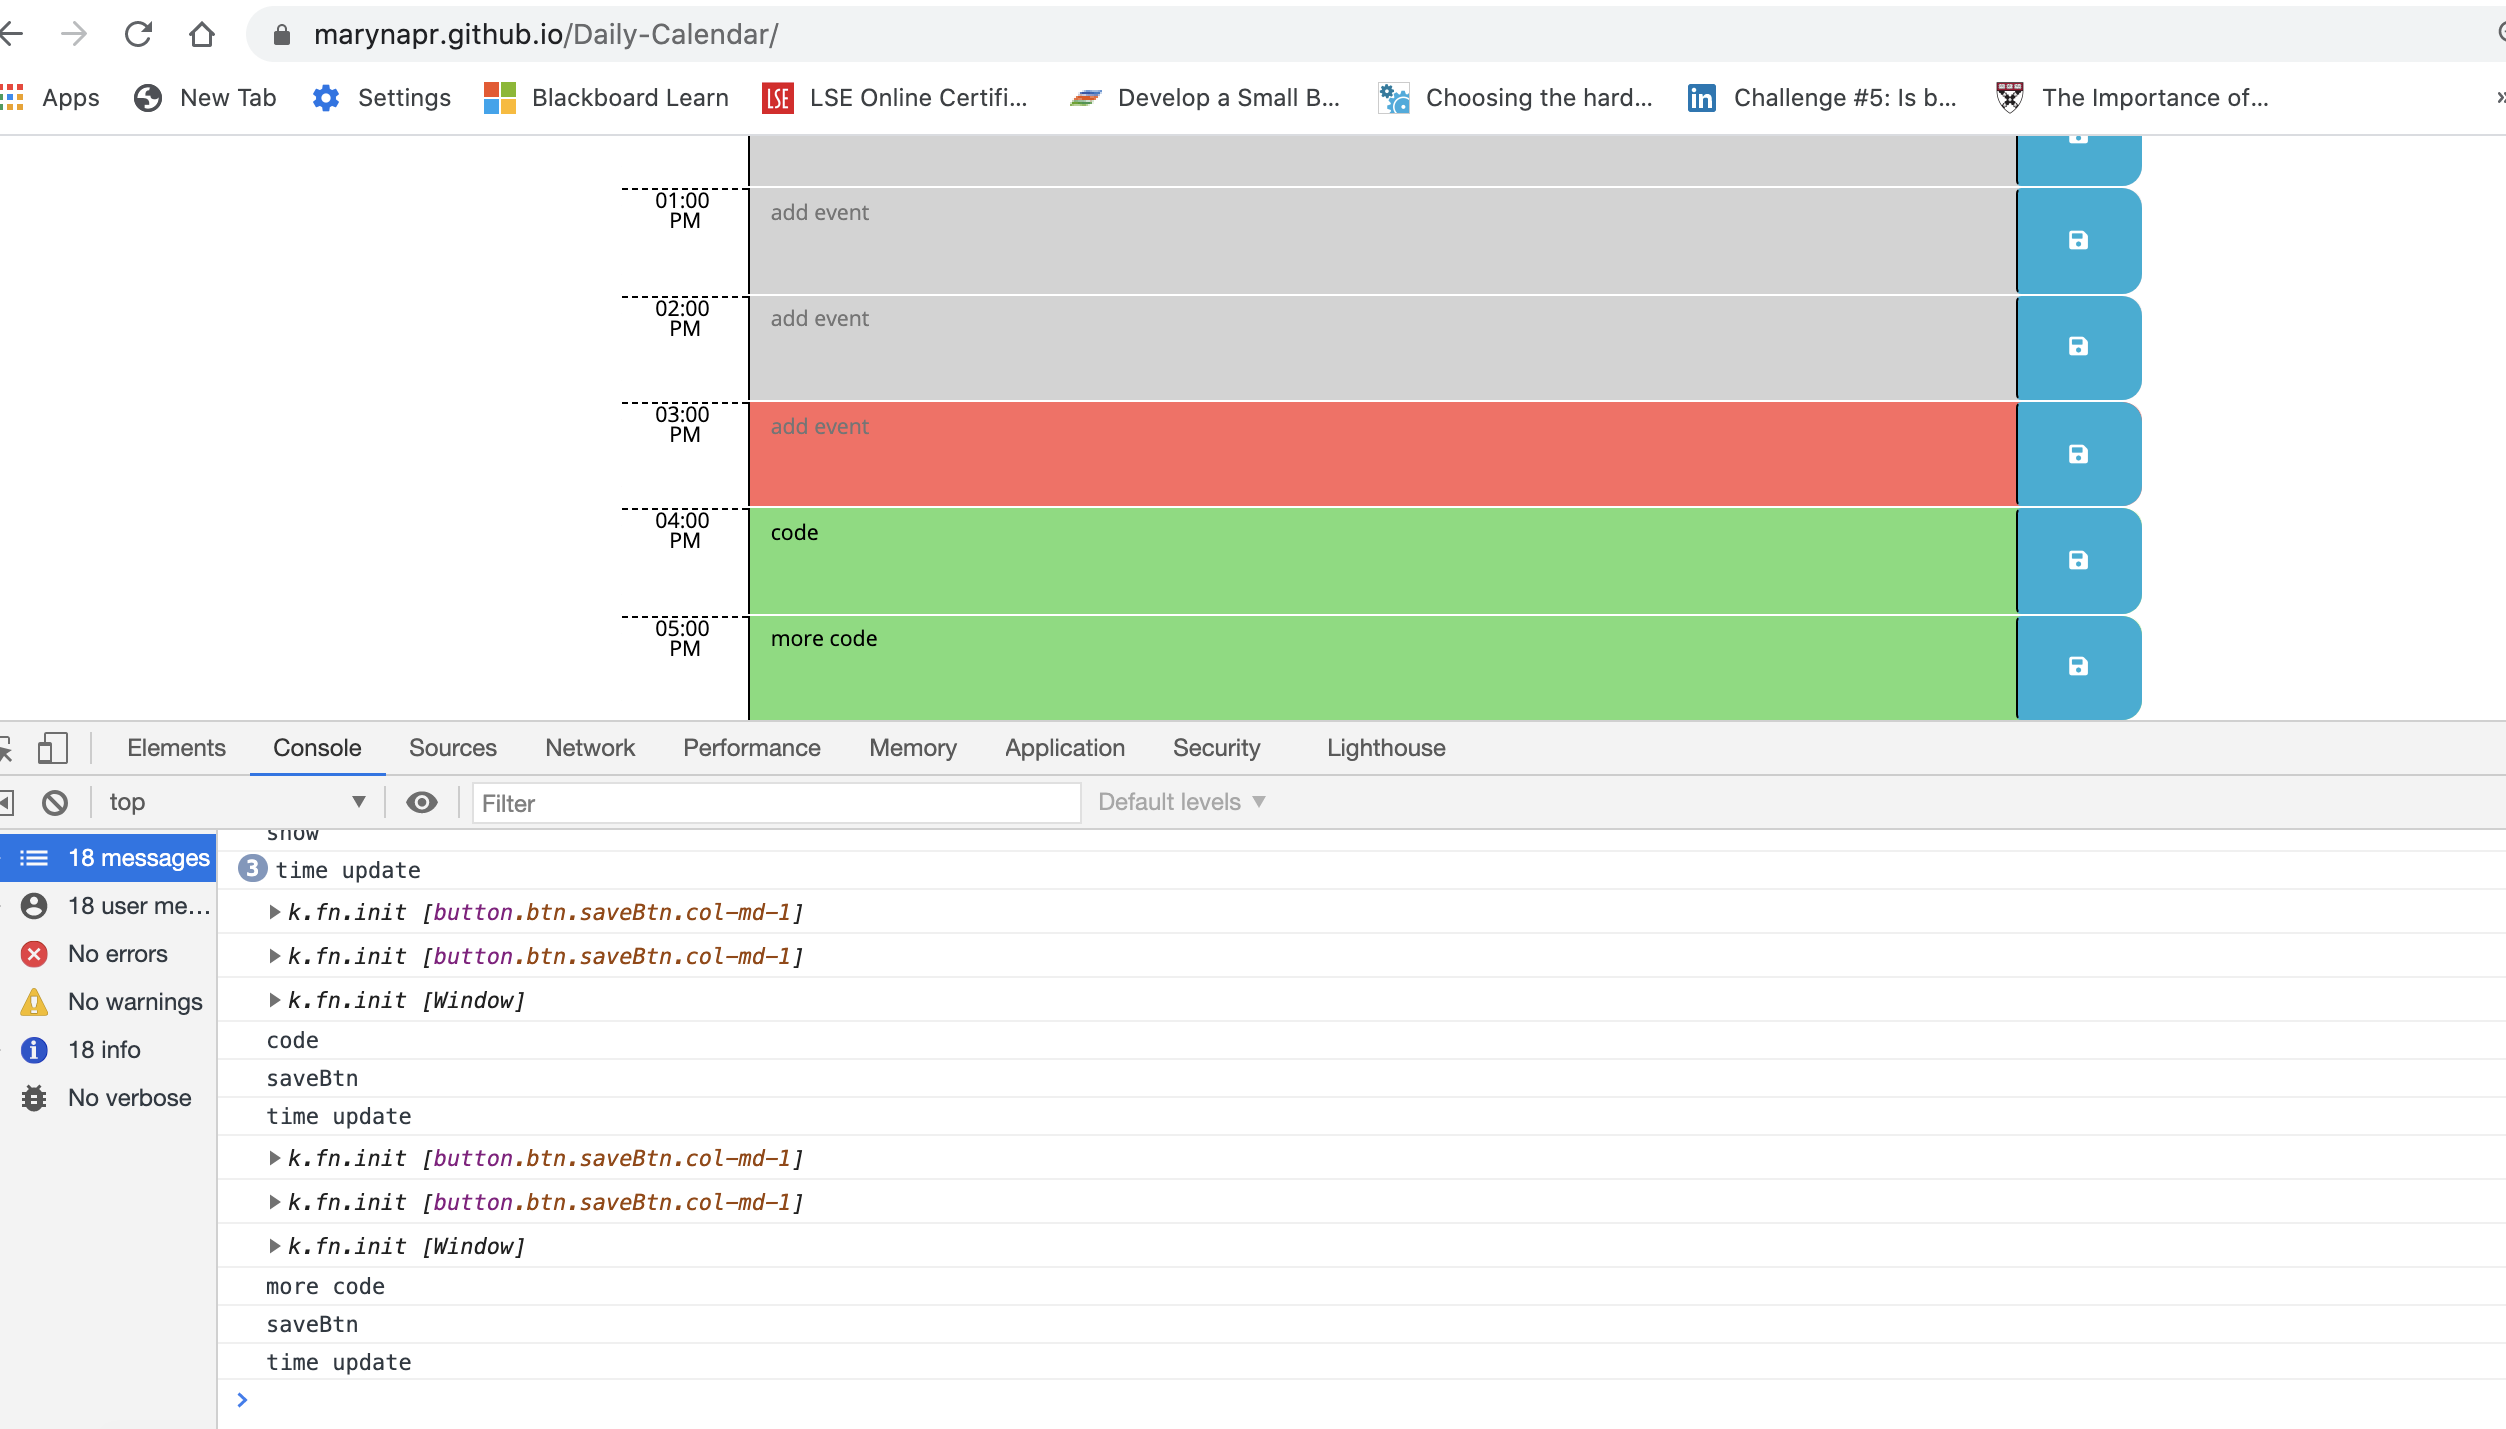 marynapr.github.io/Daily-Calendar/
Apps New Tab Settings Blackboard Learn LSE LSE Online Certifi... Develop a Small B... Choosing the hard... in Challenge #5: Is b... The Importance of... »
01:00 PM
add event
02:00 PM
add event
03:00 PM
add event
04:00 PM
code
05:00 PM
more code
Elements Console Sources Network Performance Memory Application Security Lighthouse
top Filter Default levels
18 messages
18 user me...
No errors
No warnings
18 info
No verbose
show
3 time update
k.fn.init [button.btn.saveBtn.col-md-1]
k.fn.init [button.btn.saveBtn.col-md-1]
k.fn.init [Window]
code
saveBtn
time update
k.fn.init [button.btn.saveBtn.col-md-1]
k.fn.init [button.btn.saveBtn.col-md-1]
k.fn.init [Window]
more code
saveBtn
time update
>